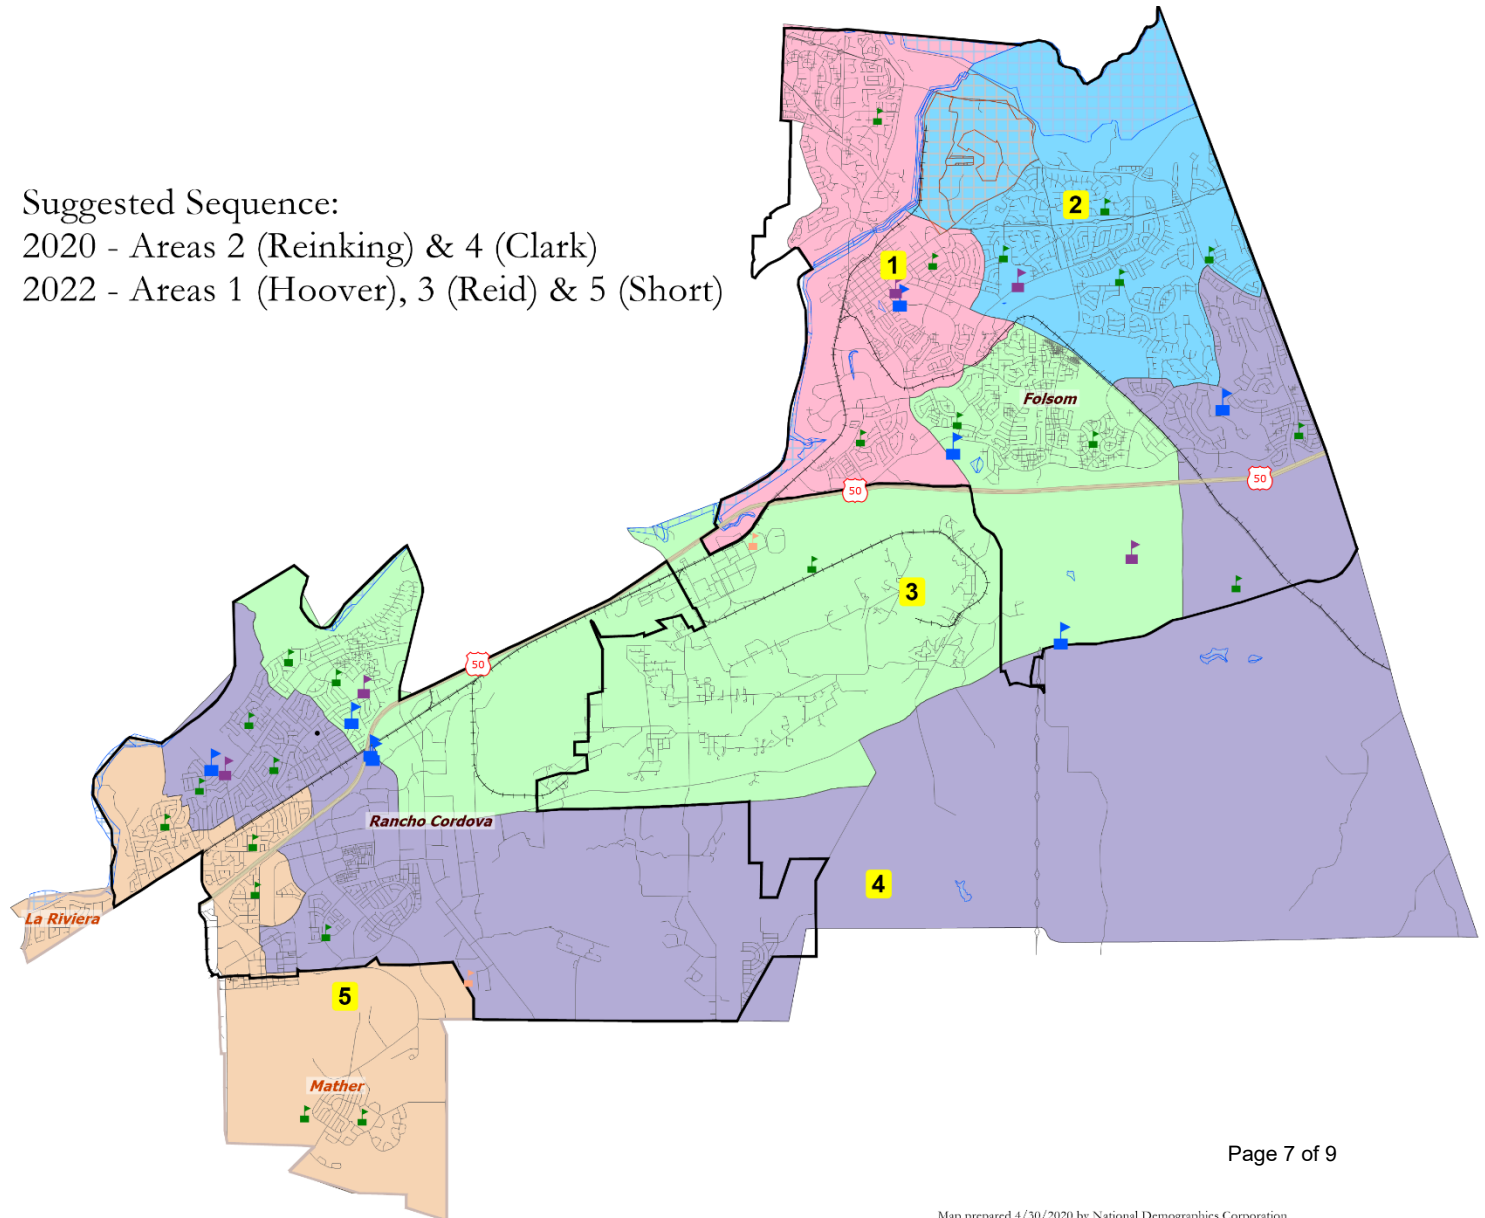 Suggested Sequence:
2020 - Areas 2 (Reinking) & 4 (Clark)
2022 - Areas 1 (Hoover), 3 (Reid) & 5 (Short)
2
1
Folsom
50
50
3
50
Rancho Cordova
4
La Riviera
5
Mather
Page 7 of 9
Map prepared 4/30/2020 by National Demographics Corporation